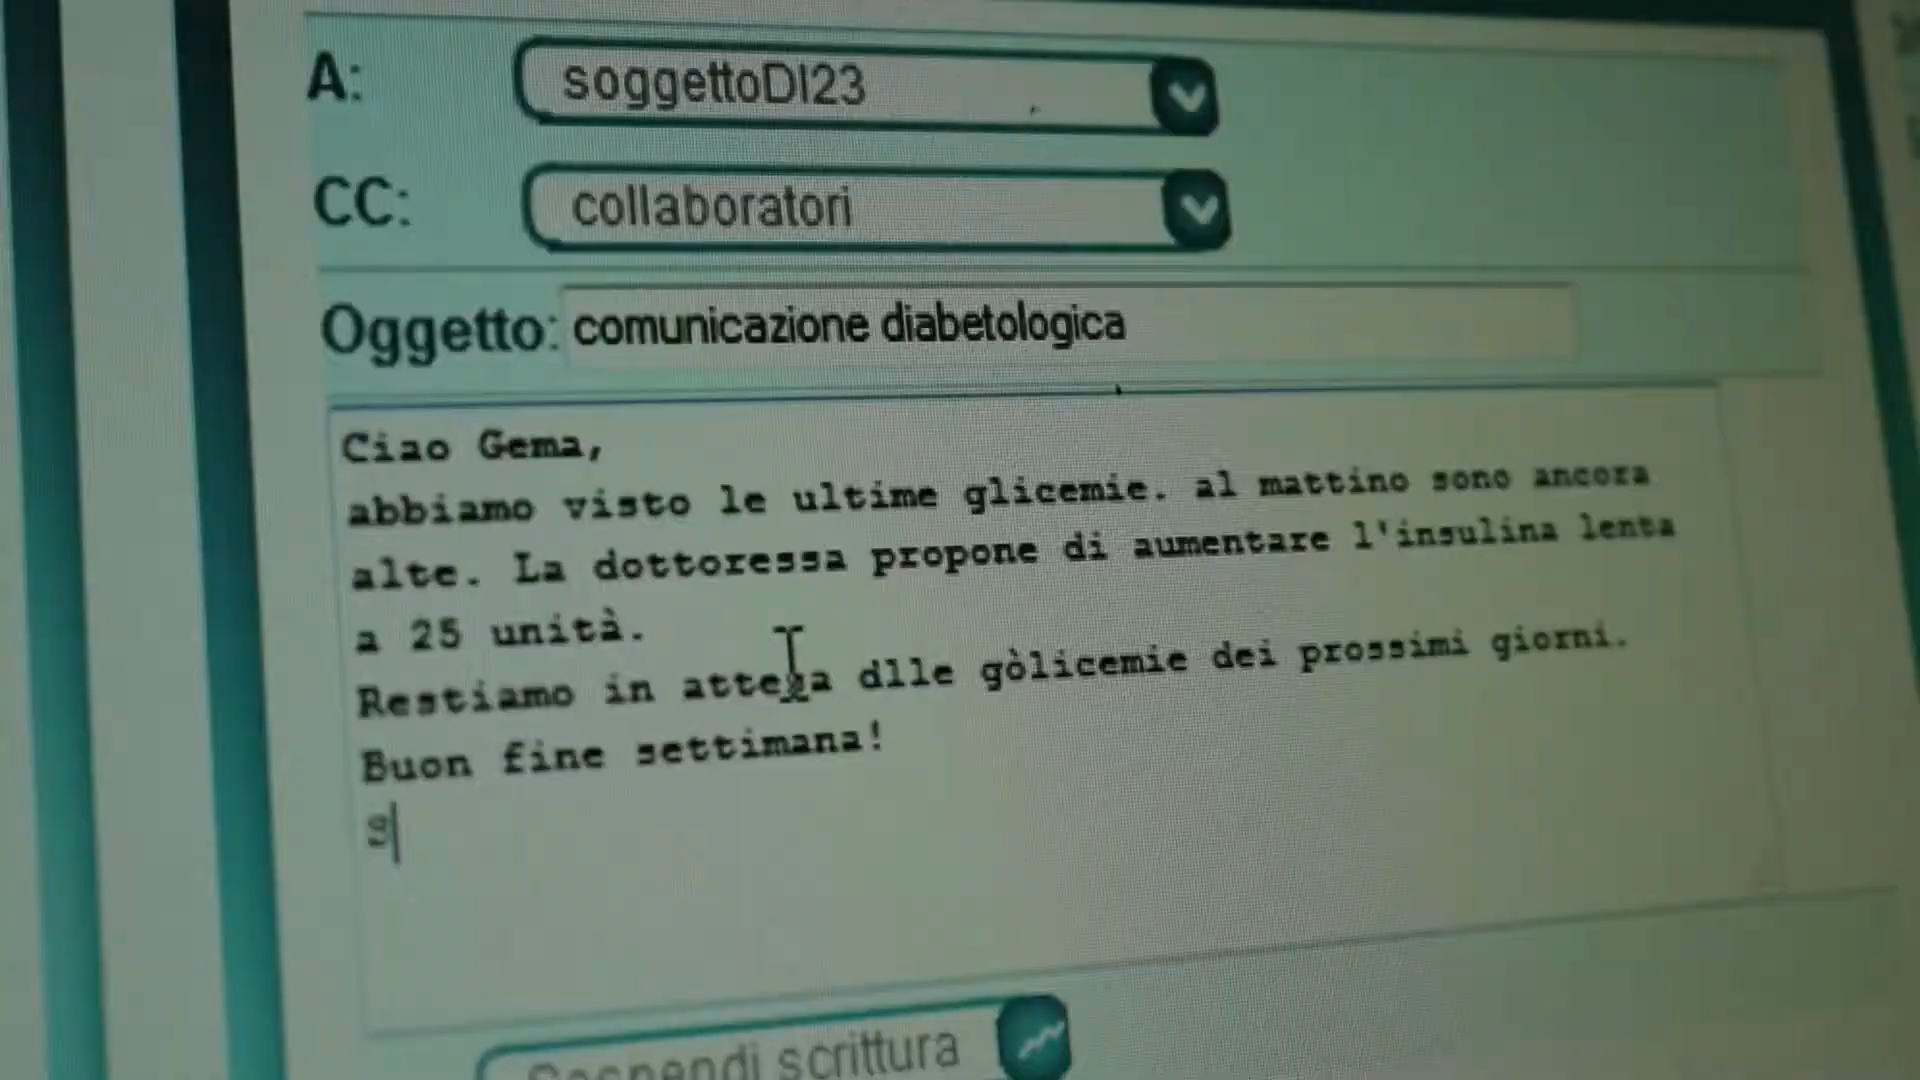 A: soggettoDI23
CC: collaboratori
Oggetto: comunicazione diabetologica
Ciao Gema,
abbiamo visto le ultime glicemie. al mattino sono ancora
alte. La dottoressa propone di aumentare l'insulina lenta
a 25 unità.
Restiamo in attesa dlle gòlicemie dei prossimi giorni.
Buon fine settimana!
S
Sospendi scrittura